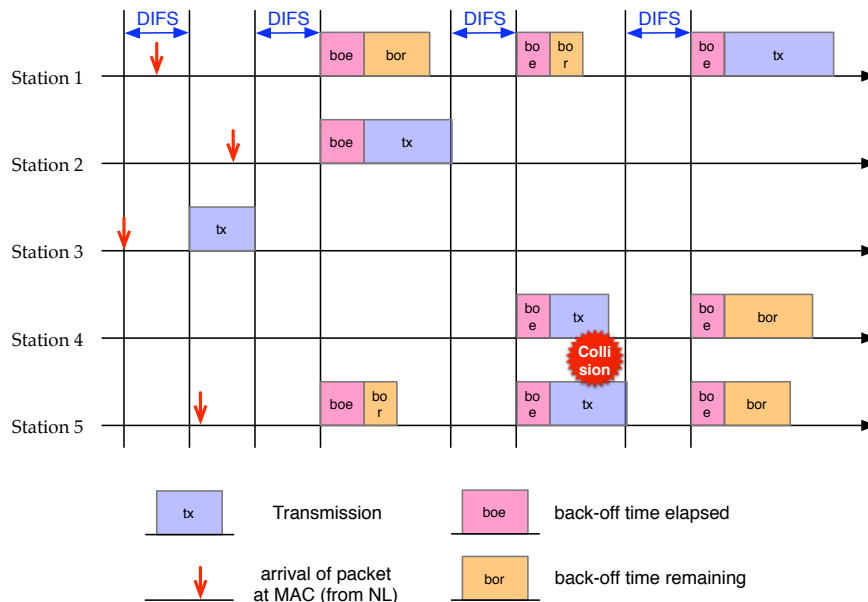 DIFS DIFS DIFS DIFS
boe bor bo e bo r bo e tx
Station 1
boe tx
Station 2
tx
Station 3
bo e tx bo e bor
Station 4
Colli
sion
boe bo r bo e tx bo e bor
Station 5
tx Transmission boe back-off time elapsed
arrival of packet
at MAC (from NL)
bor back-off time remaining